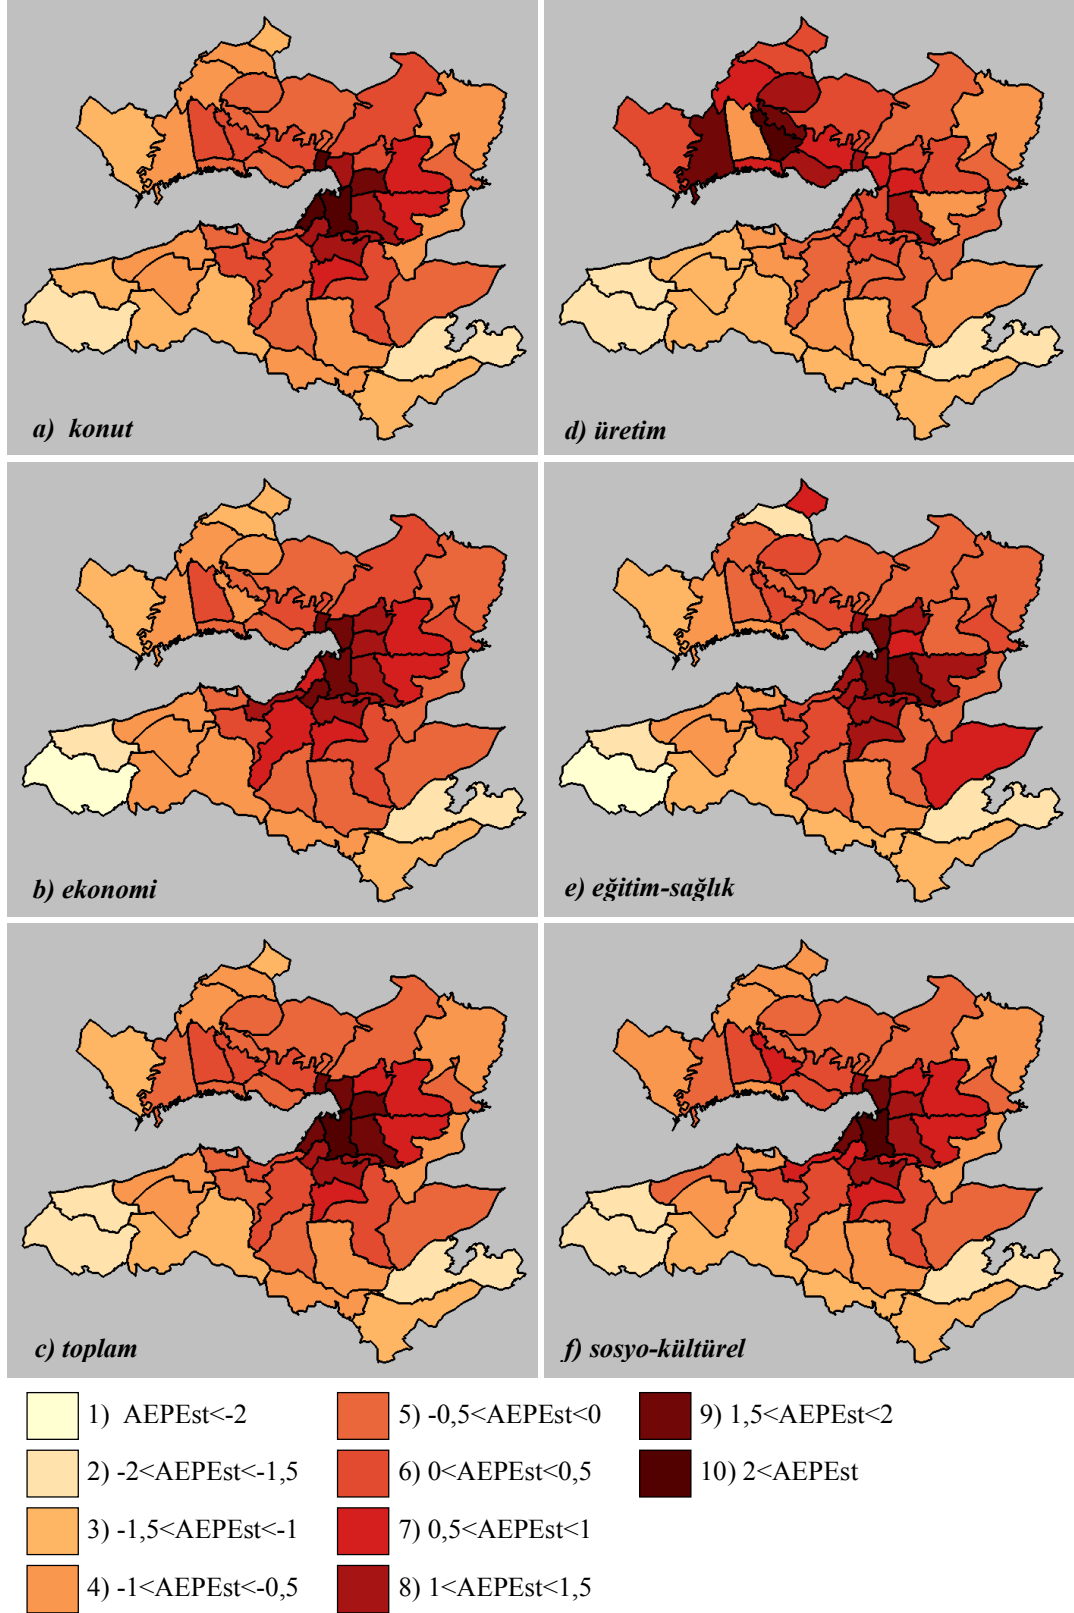 a) konut
d) üretim
b) ekonomi
e) eğitim-sağlık
c) toplam
f) sosyo-kültürel
1) AEPEst<-2
2) -2<AEPEst<-1,5
3) -1,5<AEPEst<-1
4) -1<AEPEst<-0,5
5) -0,5<AEPEst<0
6) 0<AEPEst<0,5
7) 0,5<AEPEst<1
8) 1<AEPEst<1,5
9) 1,5<AEPEst<2
10) 2<AEPEst